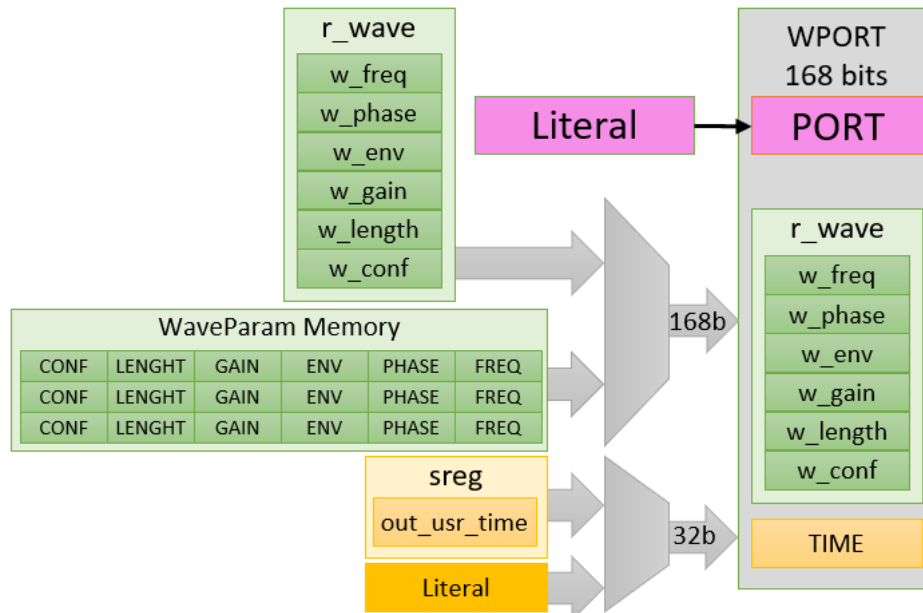 r_wave
w_freq
w_phase
w_env
w_gain
w_length
w_conf
Literal
WPORT
168 bits
PORT
WaveParam Memory
CONF LENGHT GAIN ENV PHASE FREQ
CONF LENGHT GAIN ENV PHASE FREQ
CONF LENGHT GAIN ENV PHASE FREQ
168b
r_wave
w_freq
w_phase
w_env
w_gain
w_length
w_conf
sreg
out_usr_time
Literal
32b
TIME